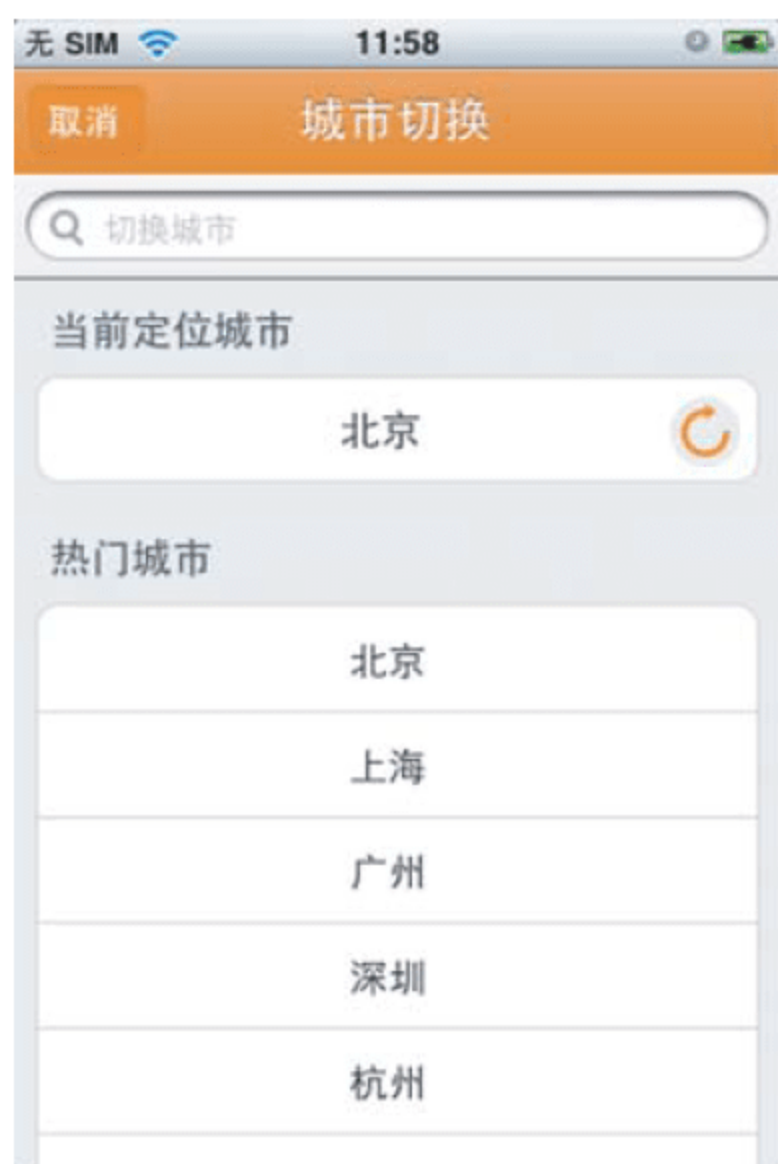 无 SIM 11:58
取消 城市切换
切换城市
当前定位城市
北京
热门城市
北京
上海
广州
深圳
杭州